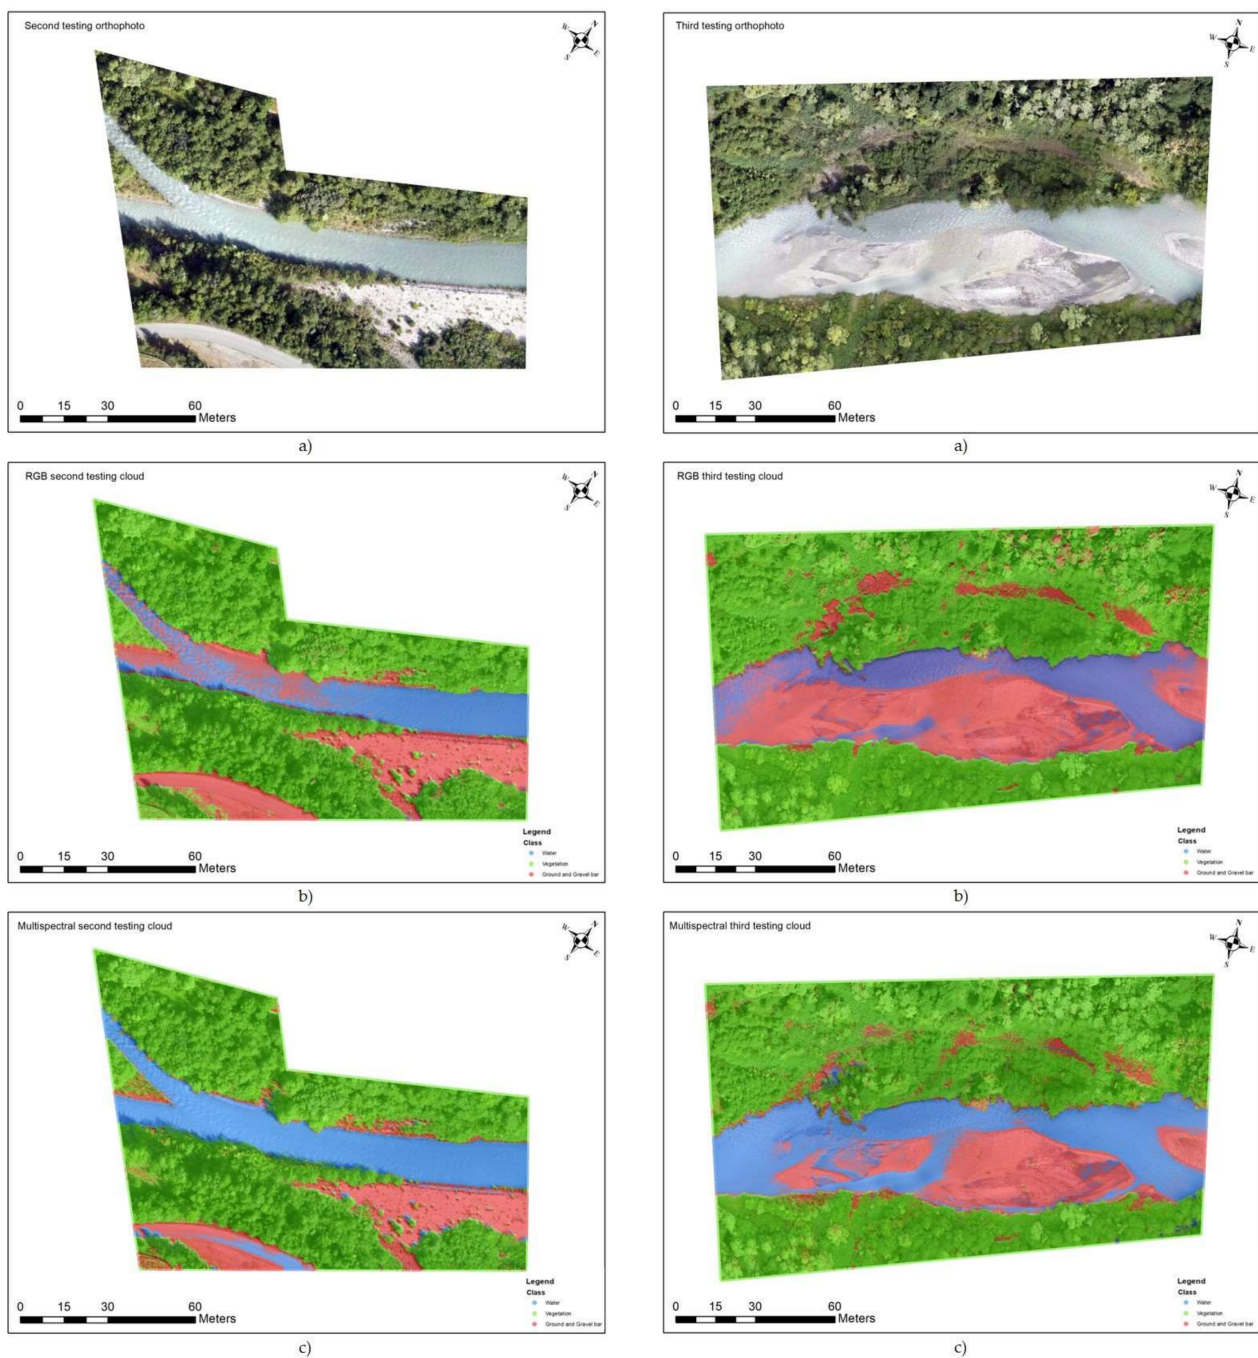 Second testing orthophoto
N
W
E
S
0 15 30 60
Meters
a)
Third testing orthophoto
N
W
E
S
0 15 30 60
Meters
a)
RGB second testing cloud
N
W
E
S
Legend
Class
Water
Vegetation
Ground and Gravel bar
0 15 30 60
Meters
b)
RGB third testing cloud
N
W
E
S
Legend
Class
Water
Vegetation
Ground and Gravel bar
0 15 30 60
Meters
b)
Multispectral second testing cloud
N
W
E
S
Legend
Class
Water
Vegetation
Ground and Gravel bar
0 15 30 60
Meters
c)
Multispectral third testing cloud
N
W
E
S
Legend
Class
Water
Vegetation
Ground and Gravel bar
0 15 30 60
Meters
c)